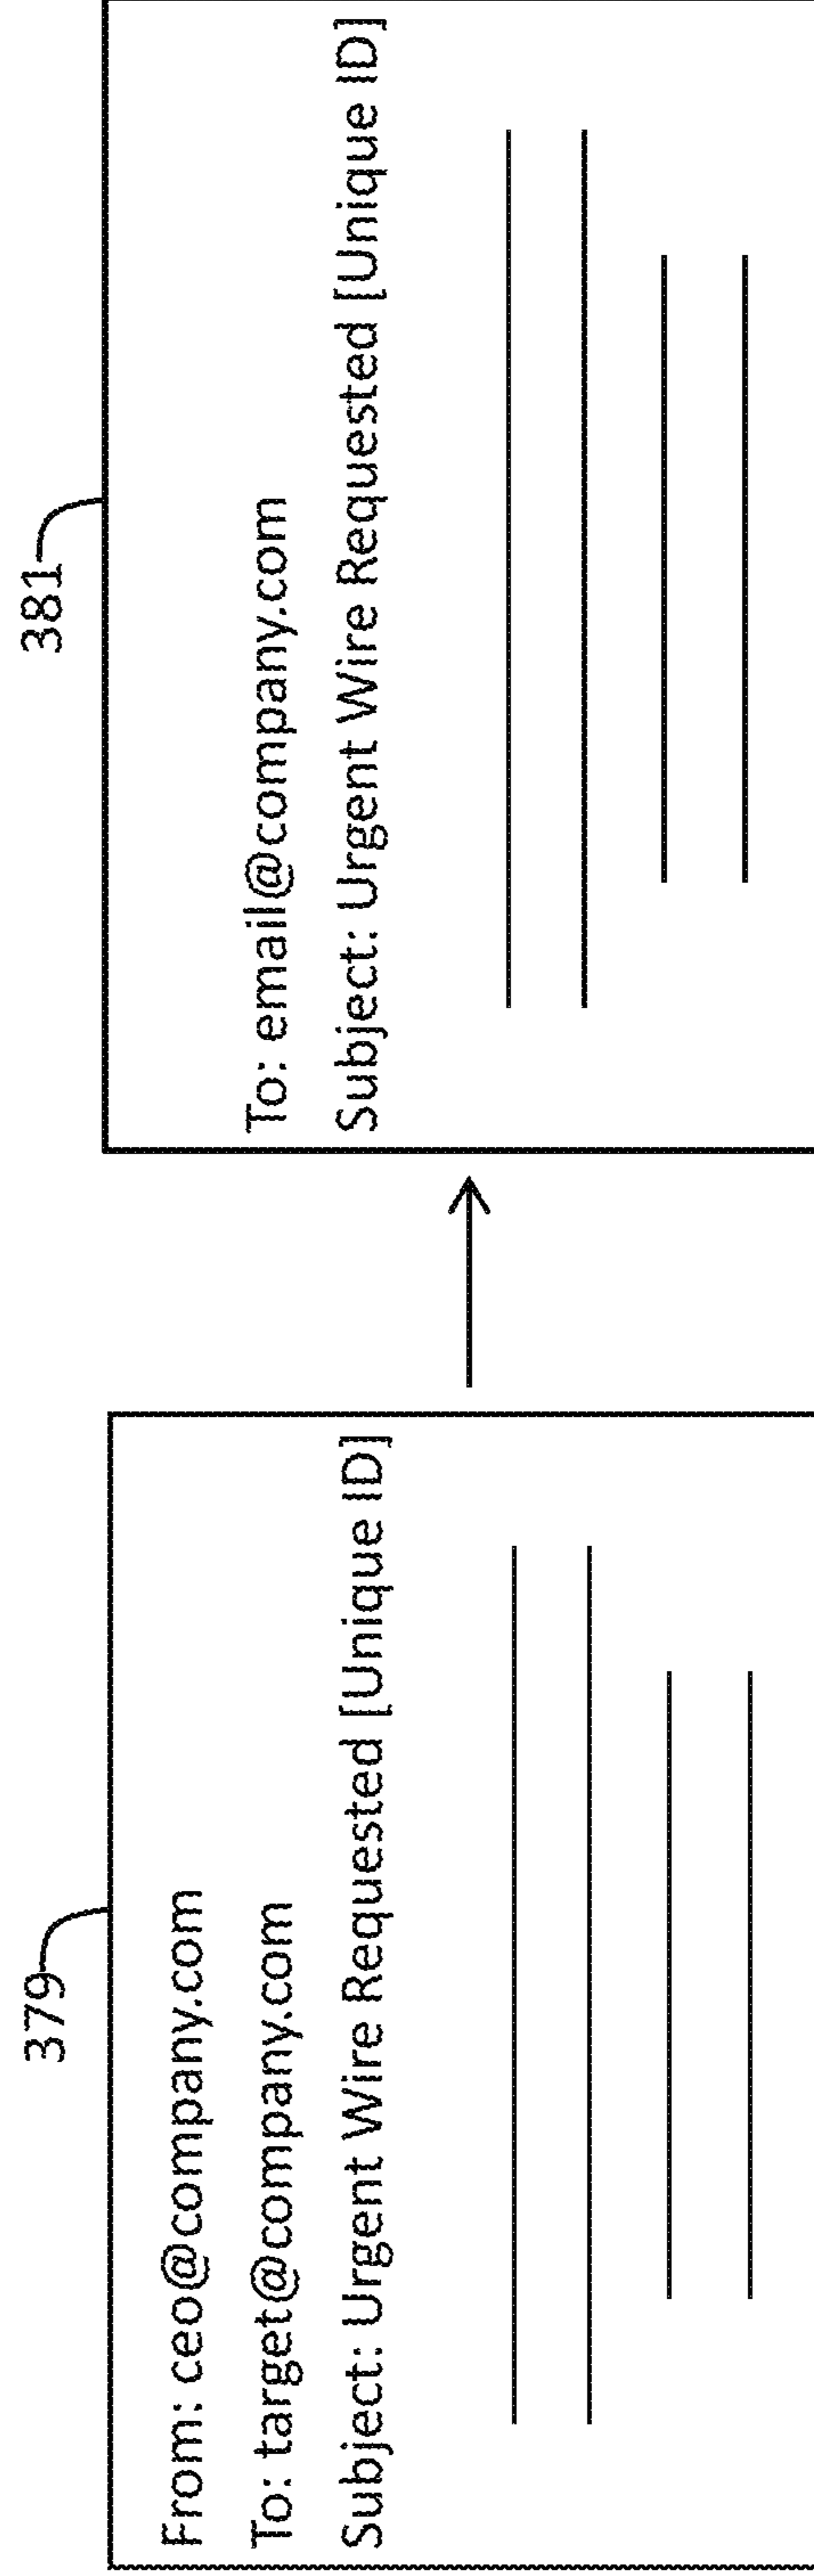 379
From: ceo@company.com
To: target@company.com
Subject: Urgent Wire Requested [Unique ID]
381
To: email@company.com
Subject: Urgent Wire Requested [Unique ID]